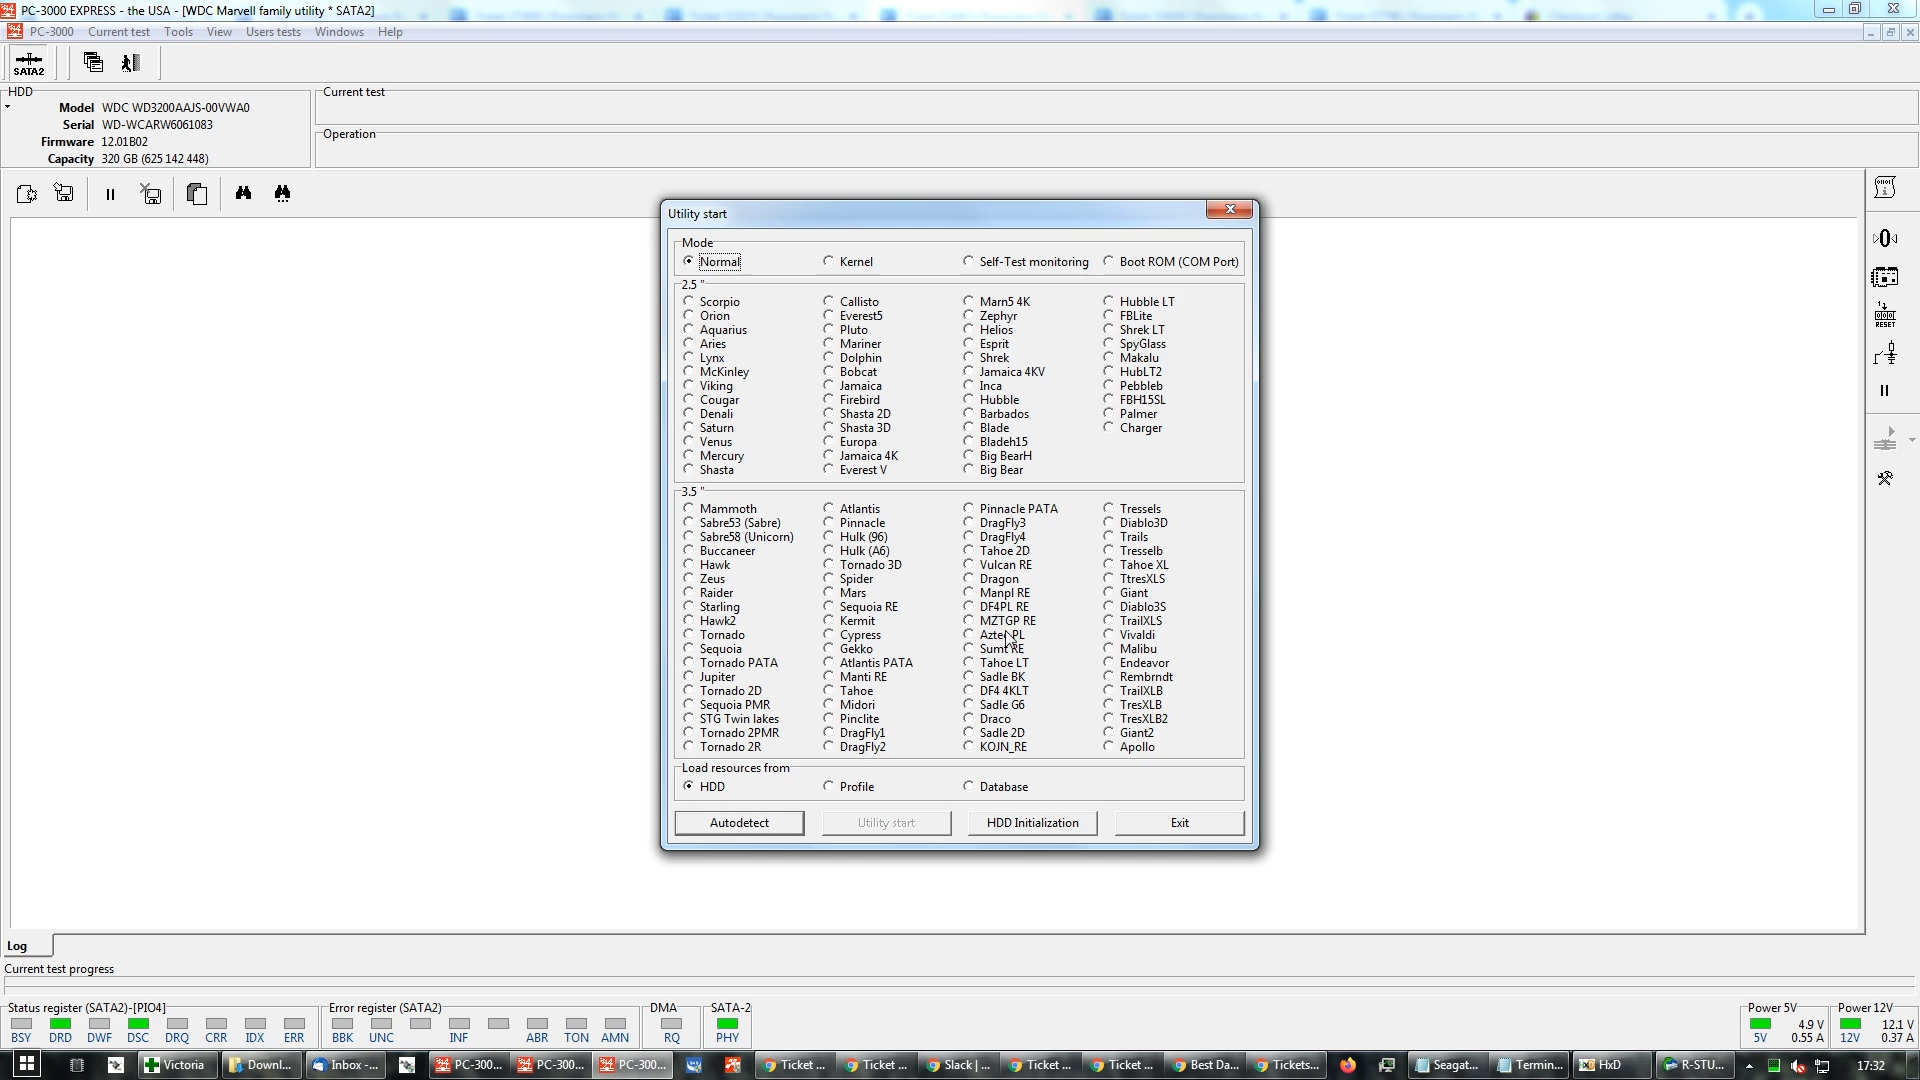 PC-3000 EXPRESS - the USA - [WDC Marvell family utility * SATA2]
PC-3000 Current test Tools View Users tests Windows Help
SATA2
HDD
Model WDC WD3200AAJS-00VWA0
Serial WD-WCARW6061083
Firmware 12.01B02
Capacity 320 GB (625 142 448)
Current test
Operation
Utility start
Mode
Normal Kernel Self-Test monitoring Boot ROM (COM Port)
2.5 "
Scorpio Callisto Marn5 4K Hubble LT
Orion Everest5 Zephyr FBLite
Aquarius Pluto Helios Shrek LT
Aries Mariner Esprit SpyGlass
Lynx Dolphin Shrek Makalu
McKinley Bobcat Jamaica 4KV HubLT2
Viking Jamaica Inca Pebbleb
Cougar Firebird Hubble FBH15SL
Denali Shasta 2D Barbados Palmer
Saturn Shasta 3D Blade Charger
Venus Europa Bladeh15
Mercury Jamaica 4K Big BearH
Shasta Everest V Big Bear
3.5 "
Mammoth Atlantis Pinnacle PATA Tressels
Sabre53 (Sabre) Pinnacle DragFly3 Diablo3D
Sabre58 (Unicorn) Hulk (96) DragFly4 Trails
Buccaneer Hulk (A6) Tahoe 2D Tresselb
Hawk Tornado 3D Vulcan RE Tahoe XL
Zeus Spider Dragon TtresXLS
Raider Mars Manpl RE Giant
Starling Sequoia RE DF4PL RE Diablo3S
Hawk2 Kermit MZTGP RE TrailXLS
Tornado Cypress PL Vivaldi
Sequoia Gekko RE Malibu
Tornado PATA Atlantis PATA Tahoe LT Endeavor
Jupiter Manti RE Sadle BK Rembrndt
Tornado 2D Tahoe DF4 4KLT TrailXLB
Sequoia PMR Midori Sadle G6 TresXLB
STG Twin lakes Pinclite Draco TresXLB2
Tornado 2PMR DragFly1 Sadle 2D Giant2
Tornado 2R DragFly2 KOJN_RE Apollo
Load resources from
HDD Profile Database
Autodetect Utility start HDD Initialization Exit
RESET
Log
Current test progress
Status register (SATA2)-[PIO4] Error register (SATA2) DMA SATA-2 Power 5V Power 12V
4.9 V 12.1 V
BSY DRD DWF DSC DRQ CRR IDX ERR BBK UNC INF ABR TON AMN RQ PHY 5V 0.55 A 12V 0.37 A
Victoria Downl... Inbox -... PC-300... PC-300... PC-300... Ticket ... Ticket ... Slack | ... Ticket ... Ticket ... Best Da... Tickets... Seagat... Termin... HxD R-STU... 17:32